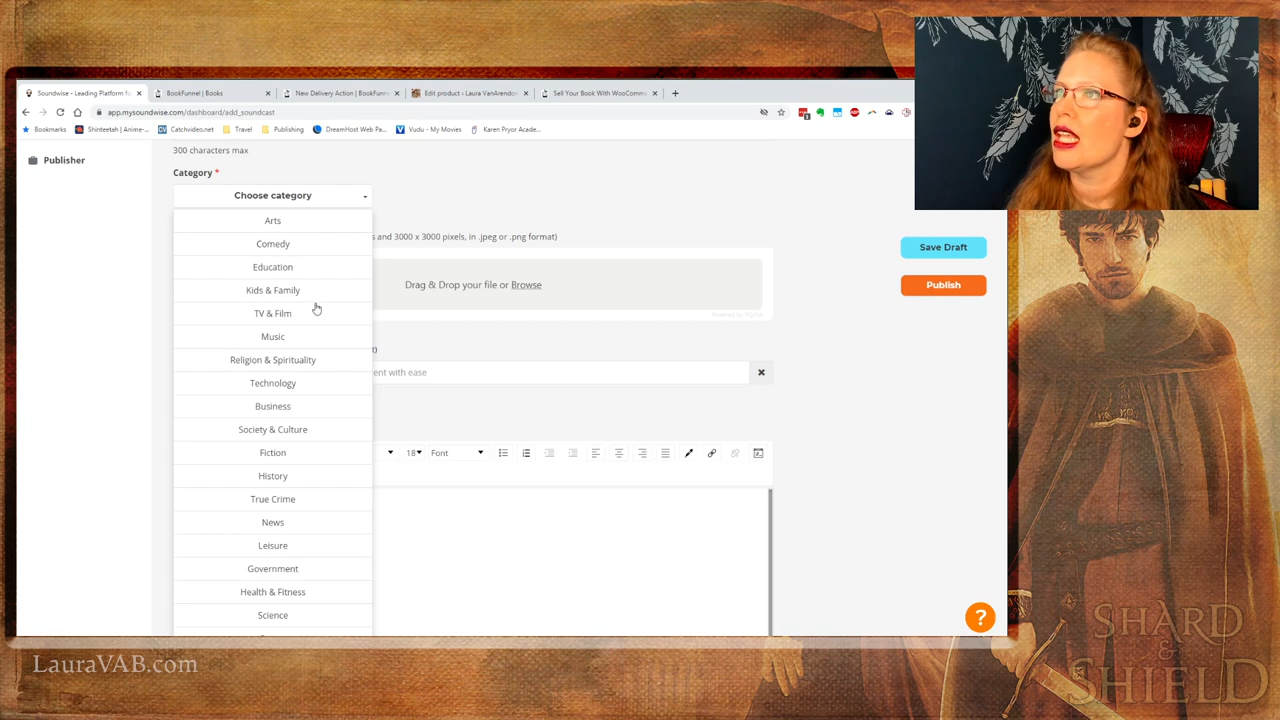 Soundwise - Leading Platform fo
BookFunnel | Books
New Delivery Action | BookFunn
Edit product ‹ Laura VanArendon
Sell Your Book With WooComme
app.mysoundwise.com/dashboard/add_soundcast
Bookmarks
Shinteetah | Anime-...
Catchvideo.net
Travel
Publishing
DreamHost Web Pa...
Vudu - My Movies
Karen Pryor Acade...
Publisher
300 characters max
Category *
Choose category
Arts
s and 3000 x 3000 pixels, in .jpeg or .png format)
Comedy
Save Draft
Education
Drag & Drop your file or Browse
Publish
Kids & Family
TV & Film
Music
t)
Religion & Spirituality
ent with ease
Technology
Business
Society & Culture
18 Font
Fiction
History
True Crime
News
Leisure
Government
Health & Fitness
Science
?
LauraVAB.com
SHARD
&
SHIELD